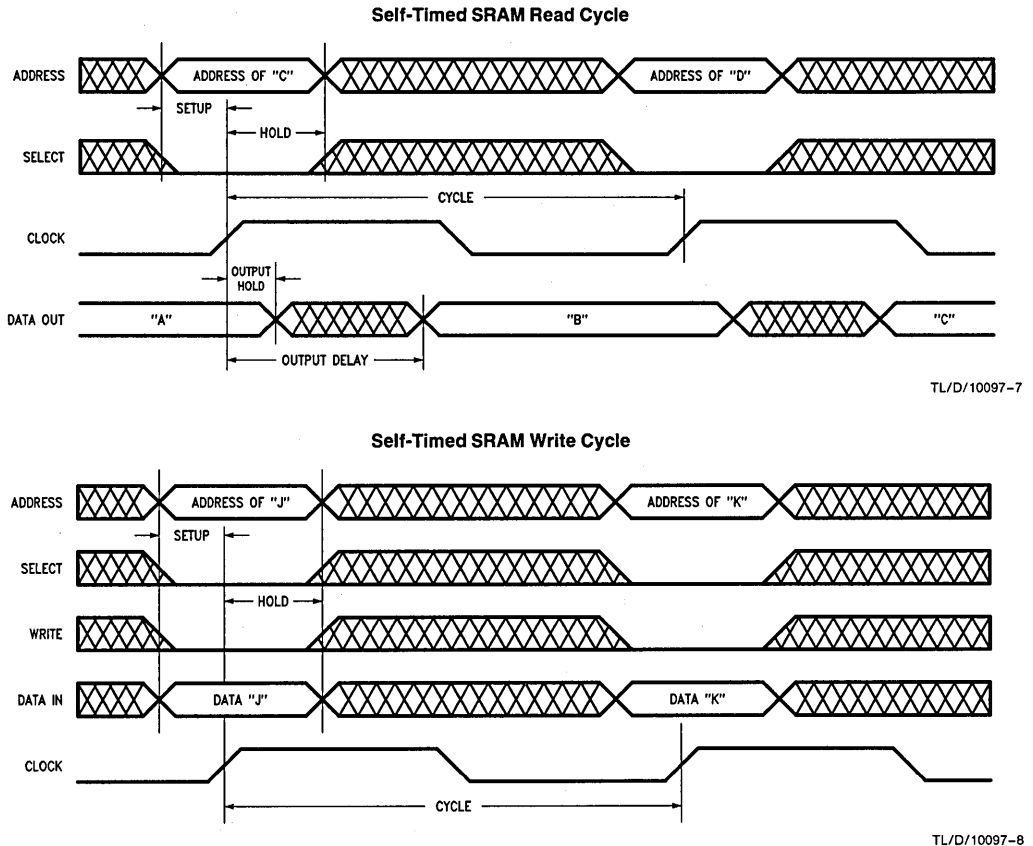 Self-Timed SRAM Read Cycle
ADDRESS
ADDRESS OF "C"
ADDRESS OF "D"
SETUP
HOLD
SELECT
CYCLE
CLOCK
OUTPUT
HOLD
DATA OUT
"A"
"B"
"C"
OUTPUT DELAY
TL/D/10097-7
Self-Timed SRAM Write Cycle
ADDRESS
ADDRESS OF "J"
ADDRESS OF "K"
SETUP
SELECT
HOLD
WRITE
DATA IN
DATA "J"
DATA "K"
CLOCK
CYCLE
TL/D/10097-8